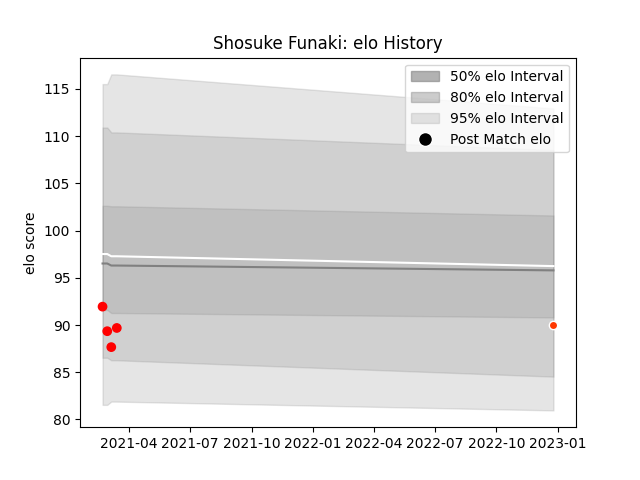 Shosuke Funaki: elo History
50% elo Interval
80% elo Interval
95% elo Interval
Post Match elo
elo score
115
110
105
100
95
90
85
80
2021-04 2021-07 2021-10 2022-01 2022-04 2022-07 2022-10 2023-01